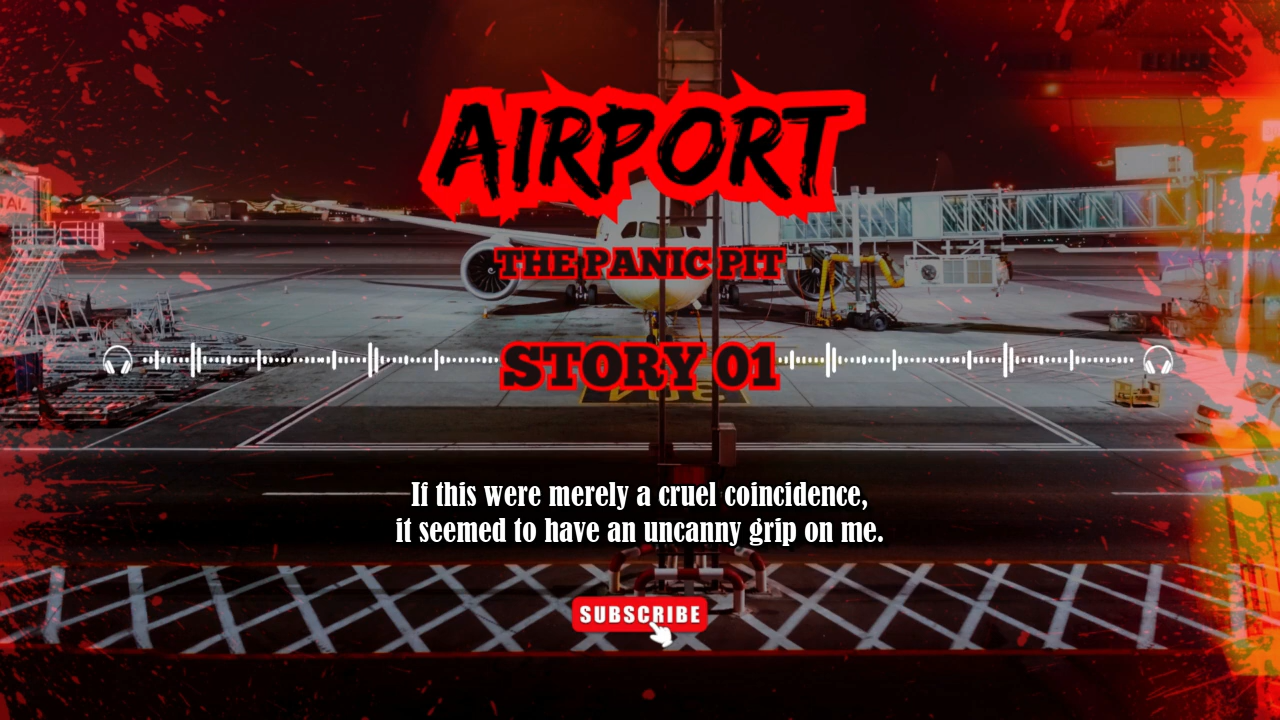 AIRPORT
THE PANIC PIT
STORY 01
If this were merely a cruel coincidence,
it seemed to have an uncanny grip on me.
SUBSCRIBE